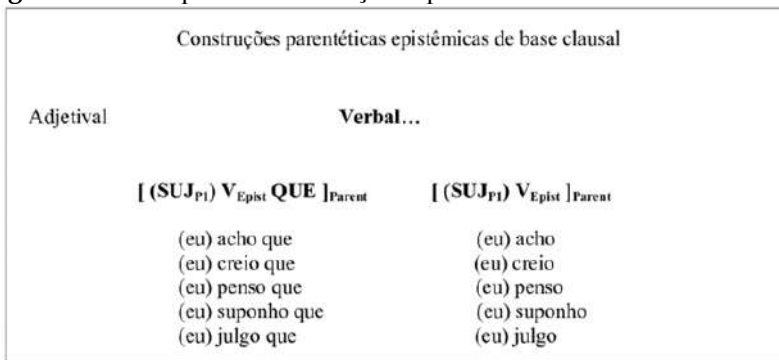 Construções parentéticas epistêmicas de base clausal
Adjetival Verbal...
[ (SUJP1) VEpist QUE ]Parent [ (SUJP1) VEpist ]Parent
(eu) acho que (eu) acho
(eu) creio que (eu) creio
(eu) penso que (eu) penso
(eu) suponho que (eu) suponho
(eu) julgo que (eu) julgo